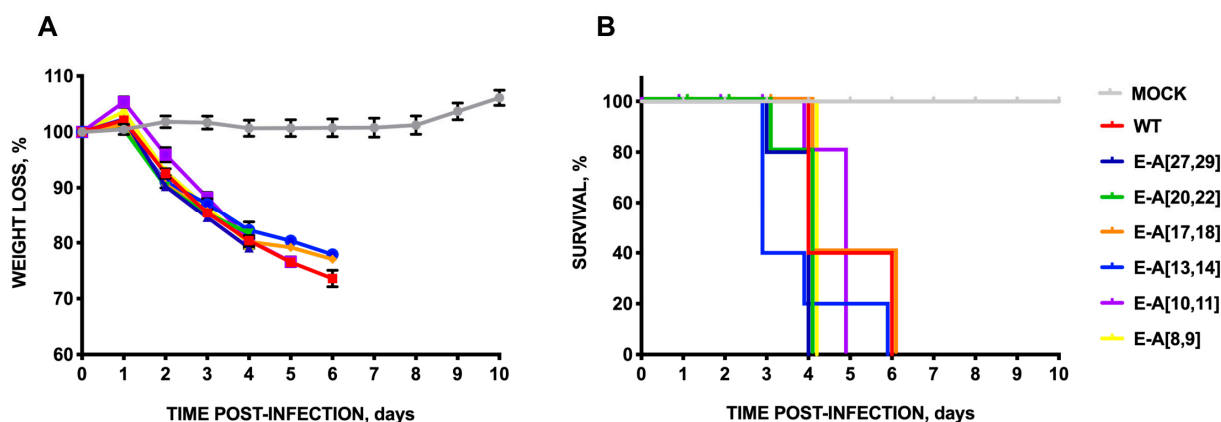 A
WEIGHT LOSS, %
110
100
90
80
70
60
0 1 2 3 4 5 6 7 8 9 10
TIME POST-INFECTION, days
B
SURVIVAL, %
100
80
60
40
20
0
0 1 2 3 4 5 6 7 8 9 10
TIME POST-INFECTION, days
MOCK
WT
E-A[27,29]
E-A[20,22]
E-A[17,18]
E-A[13,14]
E-A[10,11]
E-A[8,9]